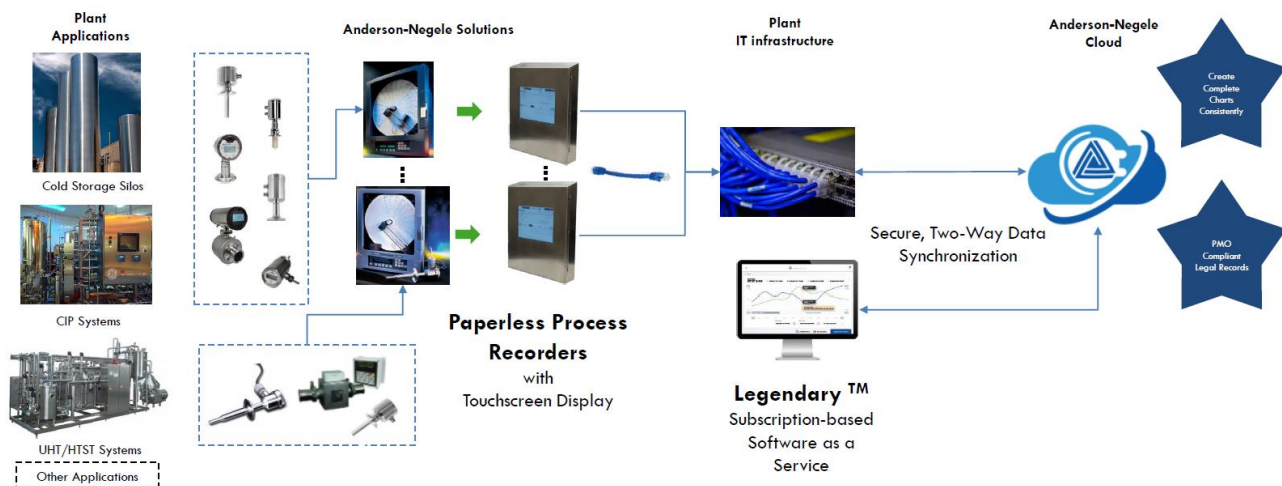 Plant
Applications
Cold Storage Silos
CIP Systems
UHT/HTST Systems
Other Applications
Anderson-Negele Solutions
Paperless Process
Recorders
with
Touchscreen Display
Plant
IT infrastructure
Secure, Two-Way Data
Synchronization
Legendary TM
Subscription-based
Software as a
Service
Anderson-Negele
Cloud
Create
Complete
Charts
Consistently
PMO
Compliant
Legal Records